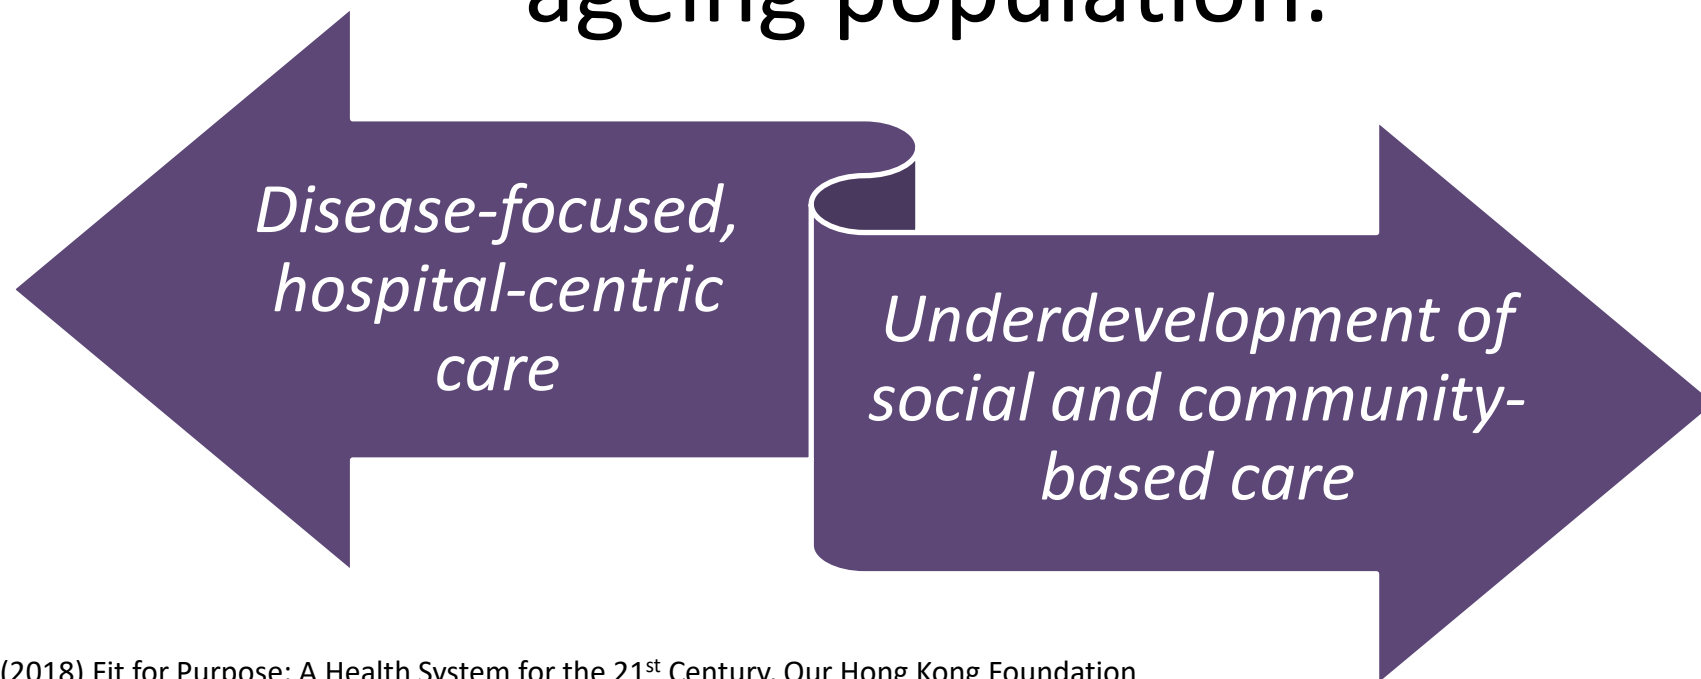 ageing population.
Disease-focused,
hospital-centric
care
Underdevelopment of
social and community-
based care
(2018) Fit for Purpose: A Health System for the 21st Century. Our Hong Kong Foundation